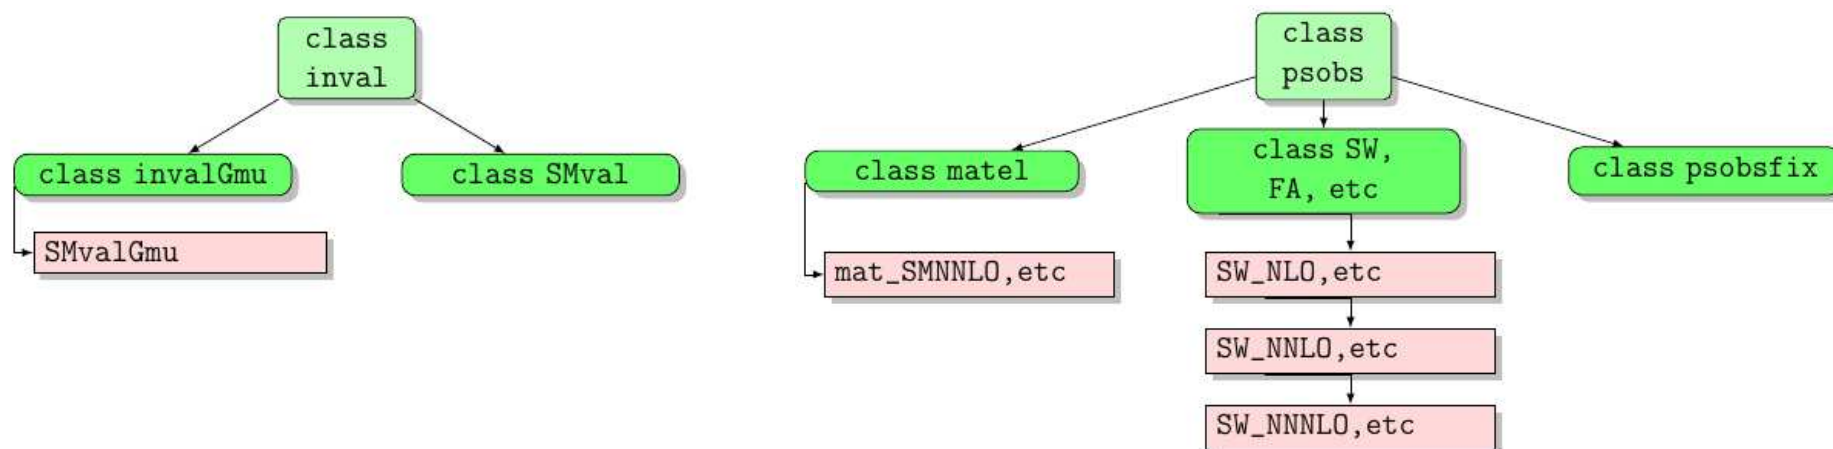 class
inval
class invalGmu
class SMval
SMvalGmu
class
psobs
class matel
class SW,
FA, etc
class psobsfix
mat_SMNNLO,etc
SW_NLO,etc
SW_NNLO,etc
SW_NNNLO,etc